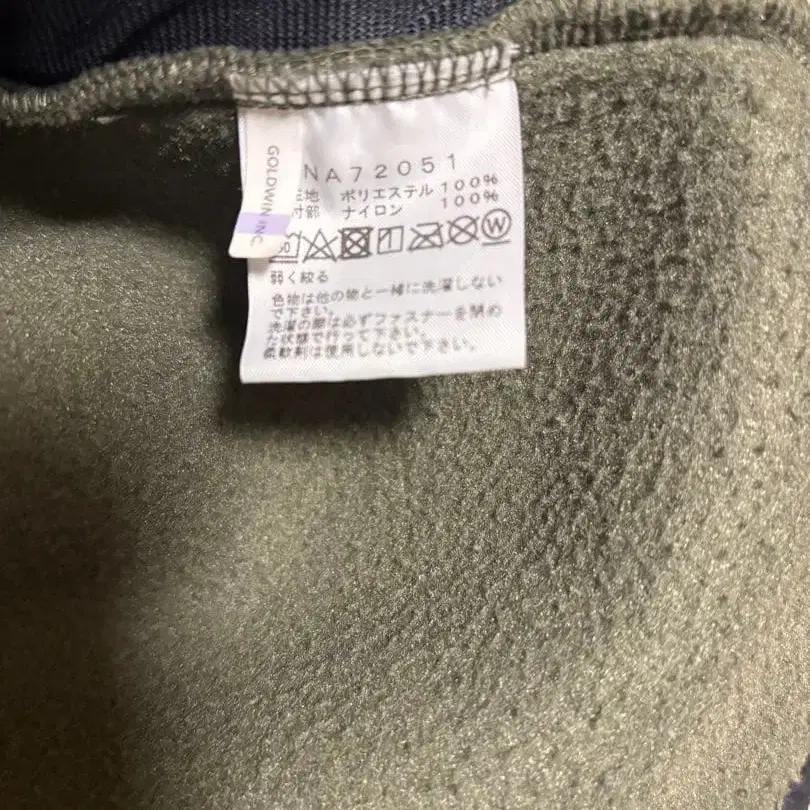 GOLDWIN INC.
NA72051
地 ポリエステル 100%
付部 ナイロン 100%
W
弱く絞る
色物は他の物と一緒に洗濯しない
で下さい。
洗濯の際は必ずファスナーを閉め
た状態で行って下さい。
柔軟剤は使用しないで下さい。